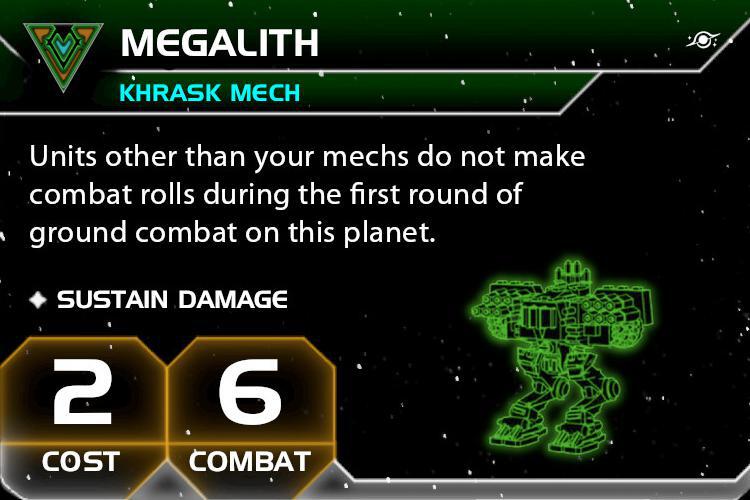 MEGALITH
KHRASK MECH
Units other than your mechs do not make
combat rolls during the first round of
ground combat on this planet.
SUSTAIN DAMAGE
2 6
COST COMBAT